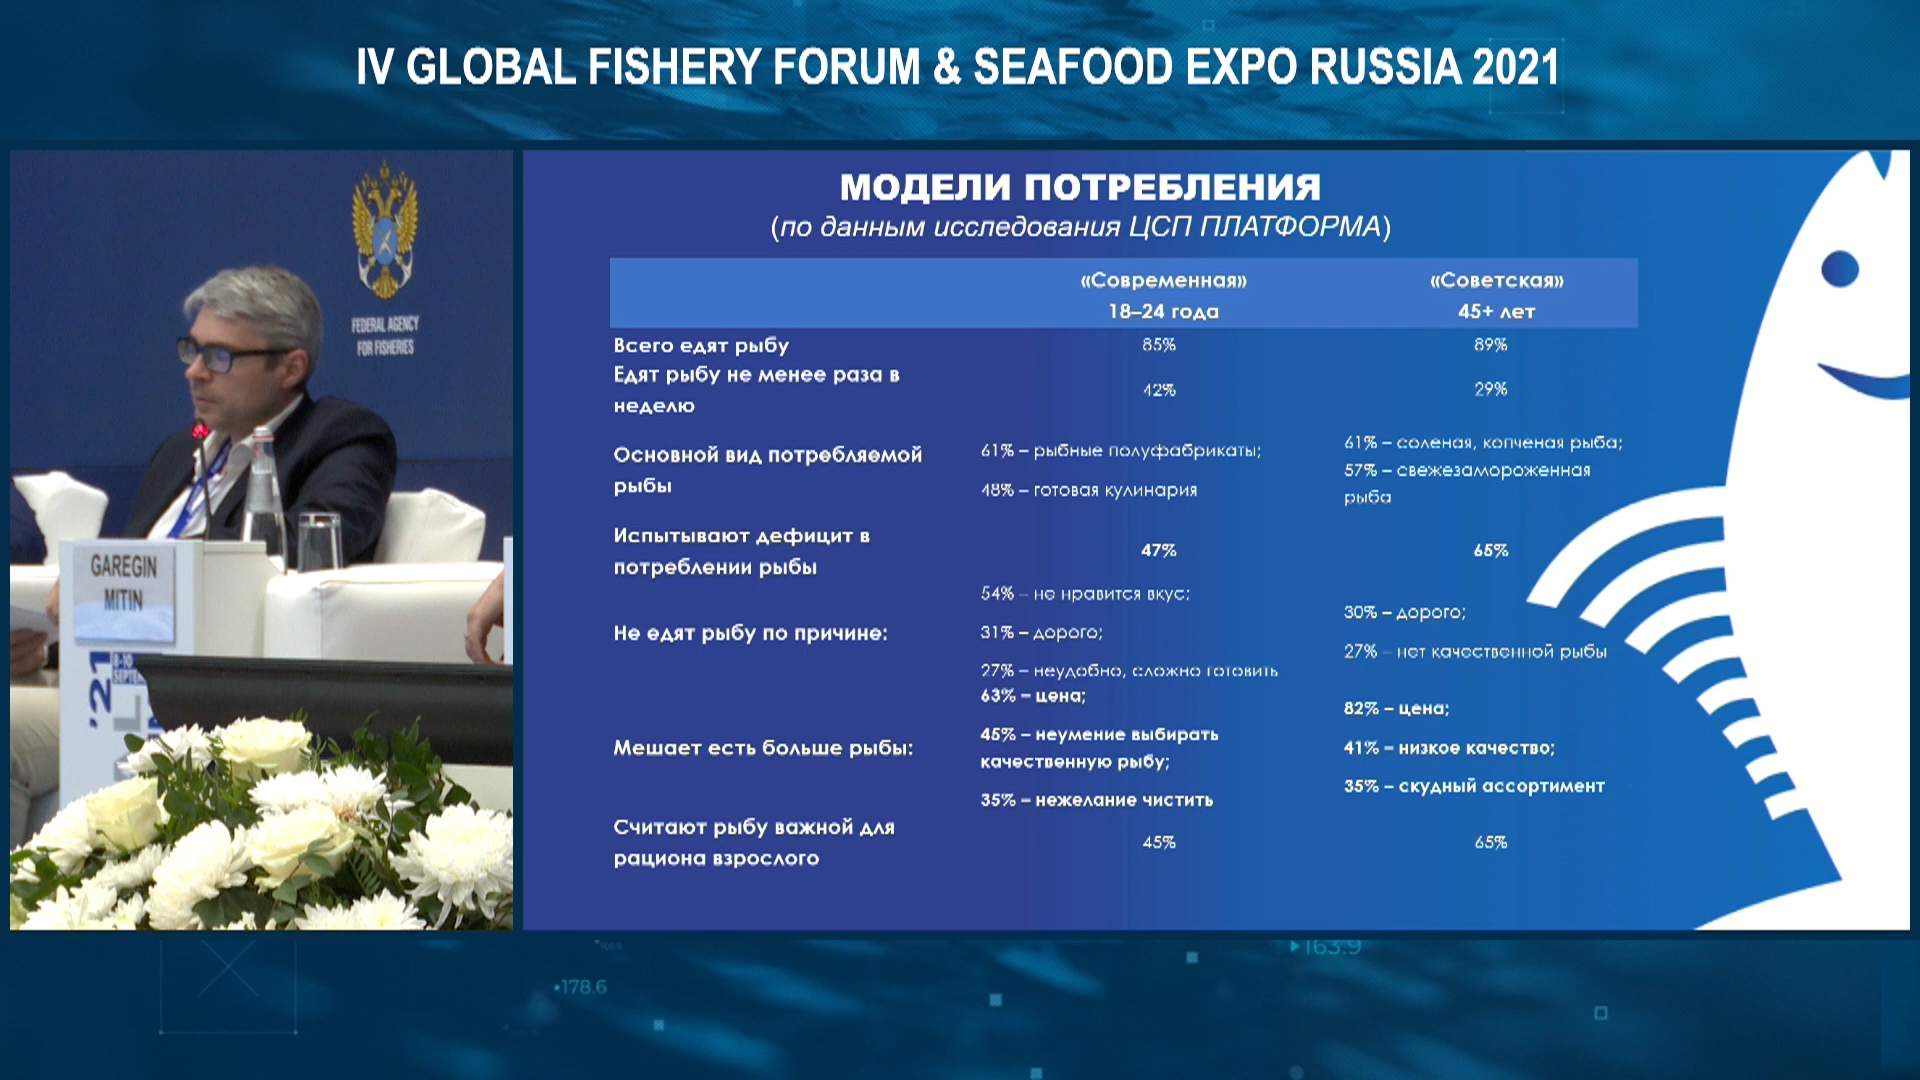 IV GLOBAL FISHERY FORUM & SEAFOOD EXPO RUSSIA 2021
FEDERAL AGENCY
FOR FISHERIES
GAREGIN
MITIN
'21
8-10
МОДЕЛИ ПОТРЕБЛЕНИЯ
(по данным исследования ЦСП ПЛАТФОРМА)
«Современная»
18–24 года
«Советская»
45+ лет
Всего едят рыбу
85%
89%
Едят рыбу не менее раза в
неделю
42%
29%
Основной вид потребляемой
рыбы
61% – рыбные полуфабрикаты;
48% – готовая кулинария
61% – соленая, копченая рыба;
57% – свежезамороженная
рыба
Испытывают дефицит в
потреблении рыбы
47%
65%
Не едят рыбу по причине:
54% – не нравится вкус;
31% – дорого;
27% – неудобно, сложно готовить
30% – дорого;
27% – нет качественной рыбы
Мешает есть больше рыбы:
63% – цена;
45% – неумение выбирать
качественную рыбу;
35% – нежелание чистить
82% – цена;
41% – низкое качество;
35% – скудный ассортимент
Считают рыбу важной для
рациона взрослого
45%
65%
178.6
163.9